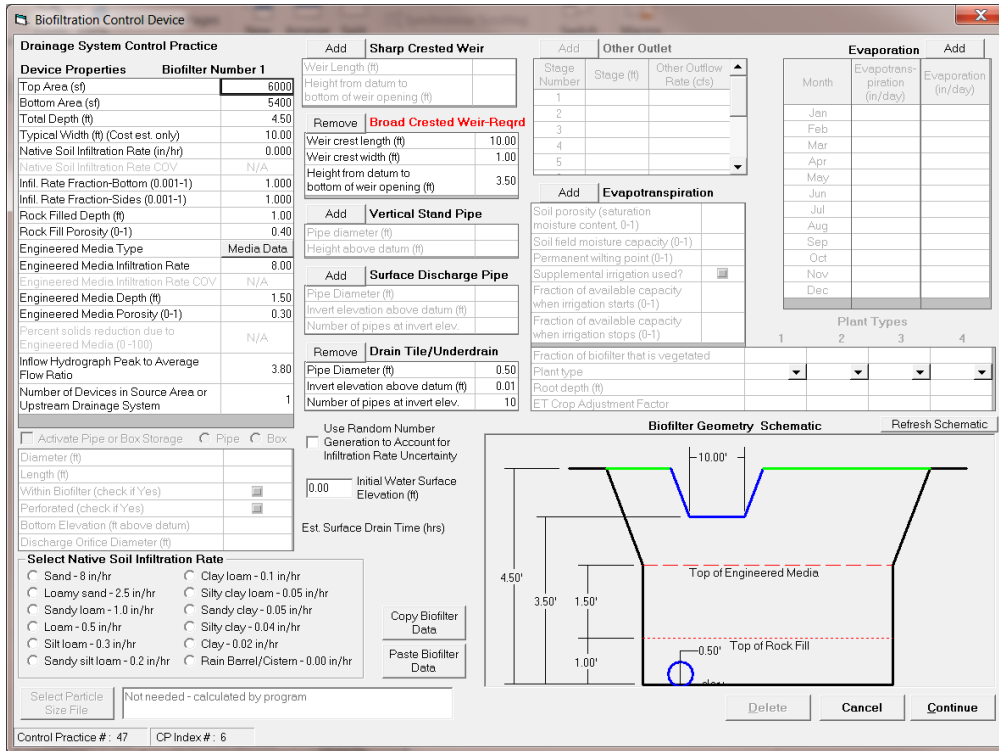 Biofiltration Control Device
Drainage System Control Practice
Device Properties Biofilter Number 1
Top Area (sf) 6000
Bottom Area (sf) 5400
Total Depth (ft) 4.50
Typical Width (ft) (Cost est. only) 10.00
Native Soil Infiltration Rate (in/hr) 0.000
Native Soil Infiltration Rate COV N/A
Infil. Rate Fraction-Bottom (0.001-1) 1.000
Infil. Rate Fraction-Sides (0.001-1) 1.000
Rock Filled Depth (ft) 1.00
Rock Fill Porosity (0-1) 0.40
Engineered Media Type Media Data
Engineered Media Infiltration Rate 8.00
Engineered Media Infiltration Rate COV N/A
Engineered Media Depth (ft) 1.50
Engineered Media Porosity (0-1) 0.30
Percent solids reduction due to
Engineered Media (0 -100) N/A
Inflow Hydrograph Peak to Average
Flow Ratio 3.80
Number of Devices in Source Area or
Upstream Drainage System 1
Activate Pipe or Box Storage Pipe Box
Diameter (ft)
Length (ft)
Within Biofilter (check if Yes)
Perforated (check if Yes)
Bottom Elevation (ft above datum)
Discharge Orifice Diameter (ft)
Select Native Soil Infiltration Rate
Sand - 8 in/hr Clay loam - 0.1 in/hr
Loamy sand - 2.5 in/hr Silty clay loam - 0.05 in/hr
Sandy loam - 1.0 in/hr Sandy clay - 0.05 in/hr
Loam - 0.5 in/hr Silty clay - 0.04 in/hr
Silt loam - 0.3 in/hr Clay - 0.02 in/hr
Sandy silt loam - 0.2 in/hr Rain Barrel/Cistern - 0.00 in/hr
Select Particle
Size File
Not needed - calculated by program
Control Practice # : 47 CP Index # : 6
Add Sharp Crested Weir
Weir Length (ft)
Height from datum to
bottom of weir opening (ft)
Remove Broad Crested Weir-Reqrd
Weir crest length (ft) 10.00
Weir crest width (ft) 1.00
Height from datum to
bottom of weir opening (ft) 3.50
Add Vertical Stand Pipe
Pipe diameter (ft)
Height above datum (ft)
Add Surface Discharge Pipe
Pipe Diameter (ft)
Invert elevation above datum (ft)
Number of pipes at invert elev.
Remove Drain Tile/Underdrain
Pipe Diameter (ft) 0.50
Invert elevation above datum (ft) 0.01
Number of pipes at invert elev. 10
Use Random Number
Generation to Account for
Infiltration Rate Uncertainty
0.00 Initial Water Surface
Elevation (ft)
Est. Surface Drain Time (hrs)
Copy Biofilter
Data
Paste Biofilter
Data
Add Other Outlet
Stage Number Stage (ft) Other Outflow Rate (cfs)
1
2
3
4
5
Add Evapotranspiration
Soil porosity (saturation
moisture content, 0-1)
Soil field moisture capacity (0-1)
Permanent wilting point (0-1)
Supplemental irrigation used?
Fraction of available capacity
when irrigation starts (0-1)
Fraction of available capacity
when irrigation stops (0-1)
Fraction of biofilter that is vegetated
Plant type
Root depth (ft)
ET Crop Adjustment Factor
Evaporation Add
Month Evapotrans-piration (in/day) Evaporation (in/day)
Jan
Feb
Mar
Apr
May
Jun
Jul
Aug
Sep
Oct
Nov
Dec
Plant Types
1 2 3 4
Biofilter Geometry Schematic Refresh Schematic
10.00'
Top of Engineered Media
4.50'
3.50' 1.50'
Top of Rock Fill
0.50'
1.00'
Delete Cancel Continue